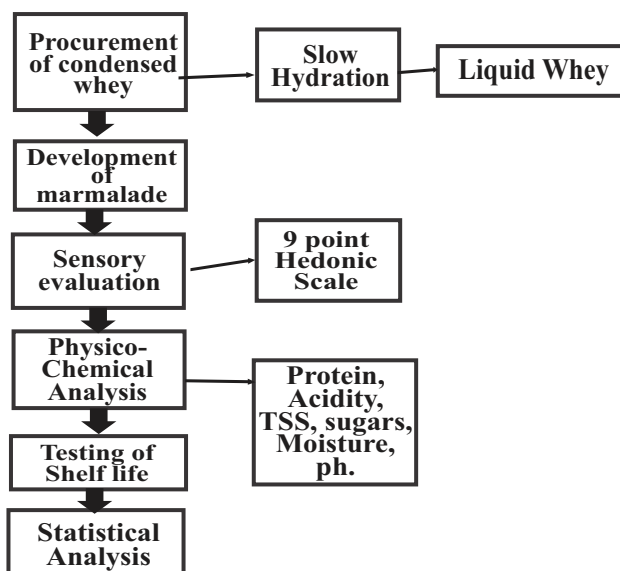 Procurement
of condensed
whey
Slow
Hydration
Liquid Whey
Development
of
marmalade
Sensory
evaluation
9 point
Hedonic
Scale
Physico-
Chemical
Analysis
Protein,
Acidity,
TSS, sugars,
Moisture,
ph.
Testing of
Shelf life
Statistical
Analysis